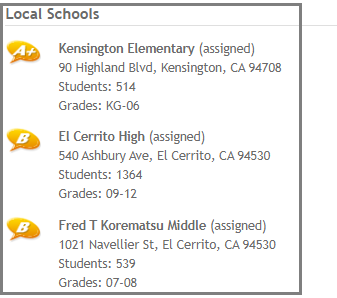 Local Schools
A+
Kensington Elementary (assigned)
90 Highland Blvd, Kensington, CA 94708
Students: 514
Grades: KG-06
B
El Cerrito High (assigned)
540 Ashbury Ave, El Cerrito, CA 94530
Students: 1364
Grades: 09-12
B
Fred T Korematsu Middle (assigned)
1021 Navellier St, El Cerrito, CA 94530
Students: 539
Grades: 07-08